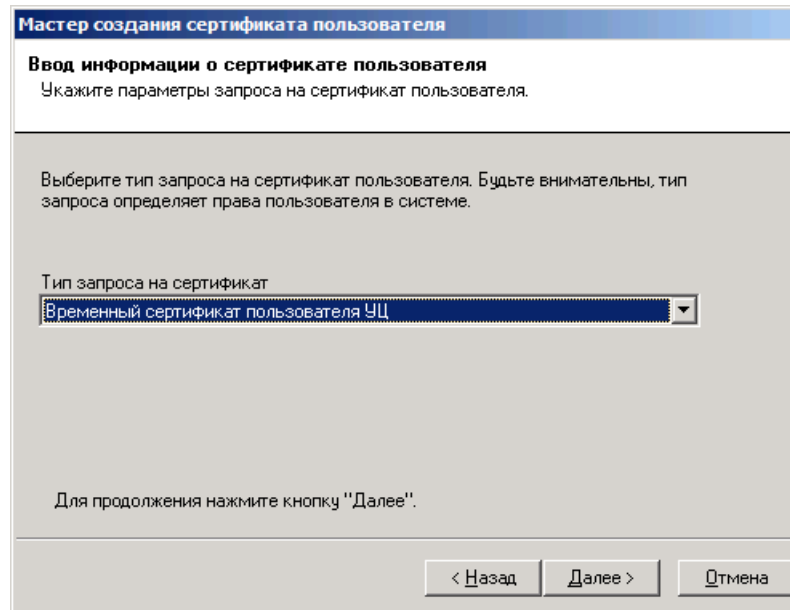 Мастер создания сертификата пользователя
Ввод информации о сертификате пользователя
Укажите параметры запроса на сертификат пользователя.
Выберите тип запроса на сертификат пользователя. Будьте внимательны, тип
запроса определяет права пользователя в системе.
Тип запроса на сертификат
Временный сертификат пользователя УЦ
Для продолжения нажмите кнопку "Далее".
< Назад Далее > Отмена